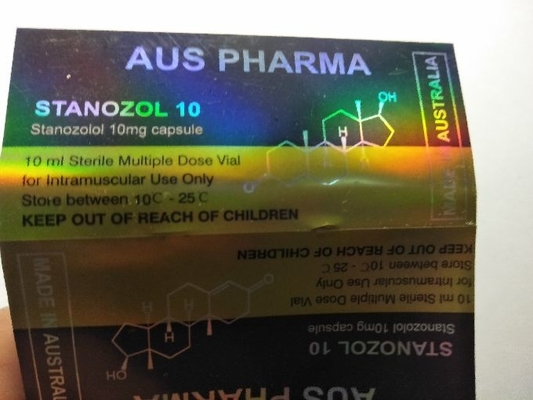 AUS PHARMA
STANOZOL 10
Stanozolol 10mg capsule
10 ml Sterile Multiple Dose Vial
for Intramuscular Use Only
Store between 10C - 25C
KEEP OUT OF REACH OF CHILDREN
OH
H
O
MADE IN AUSTRALIA
KEEP OUT OF REACH OF CHILDREN
Store between 10C - 25C
for Intramuscular Use Only
10 ml Sterile Multiple Dose Vial
Stanozolol 10mg capsule
STANOZOL 10
AUS PHARMA
MADE IN AUSTRAL
O
H
H
OH